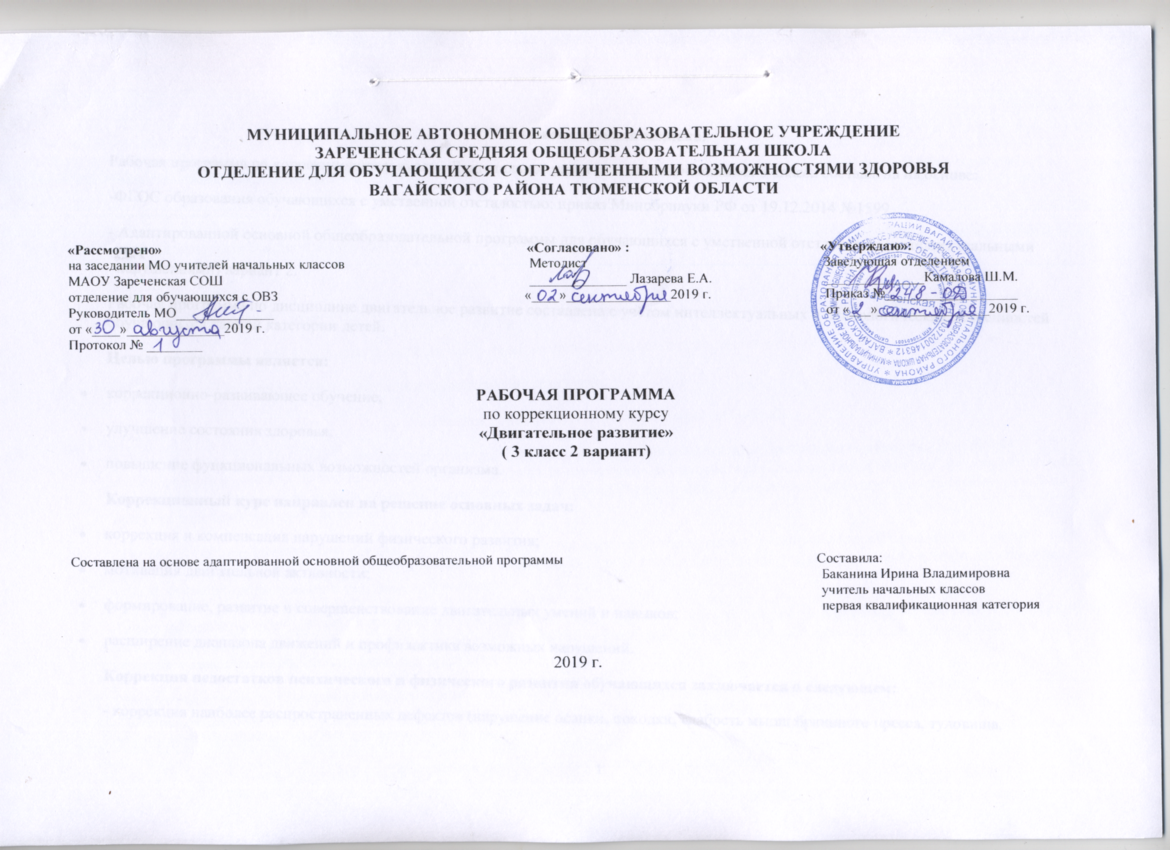 МУНИЦИПАЛЬНОЕ АВТОНОМНОЕ ОБЩЕОБРАЗОВАТЕЛЬНОЕ УЧРЕЖДЕНИЕ
ЗАРЕЧЕНСКАЯ СРЕДНЯЯ ОБЩЕОБРАЗОВАТЕЛЬНАЯ ШКОЛА
ОТДЕЛЕНИЕ ДЛЯ ОБУЧАЮЩИХСЯ С ОГРАНИЧЕННЫМИ ВОЗМОЖНОСТЯМИ ЗДОРОВЬЯ
ВАГАЙСКОГО РАЙОНА ТЮМЕНСКОЙ ОБЛАСТИ
«Рассмотрено»
на заседании МО учителей начальных классов
МАОУ Зареченская СОШ
отделение для обучающихся с ОВЗ
Руководитель МО
от «30» августа 2019 г.
Протокол № 1
«Согласовано» :
Методист
Лазарева Е.А.
«02» сентября 2019 г.
«Утверждаю»:
Заведующая отделением
Камалова Ш.М.
Приказ № 248-ОД
от «2» сентября 2019 г.
РАБОЧАЯ ПРОГРАММА
по коррекционному курсу
«Двигательное развитие»
( 3 класс 2 вариант)
Составлена на основе адаптированной основной общеобразовательной программы
Составила:
Баканина Ирина Владимировна
учитель начальных классов
первая квалификационная категория
2019 г.